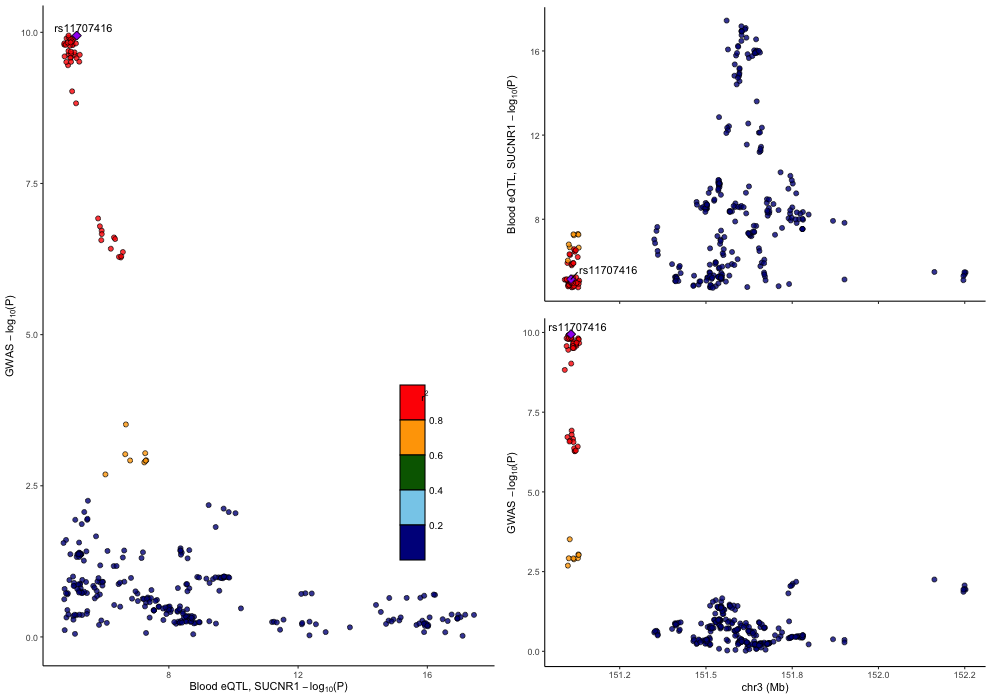 rs11707416
10.0
7.5
5.0
2.5
0.0
GWAS −log10(P)
8
12
16
Blood eQTL, SUCNR1 −log10(P)
r2
0.8
0.6
0.4
0.2
16
12
8
Blood eQTL, SUCNR1 −log10(P)
rs11707416
rs11707416
10.0
7.5
5.0
2.5
0.0
GWAS −log10(P)
151.2
151.5
151.8
152.0
152.2
chr3 (Mb)